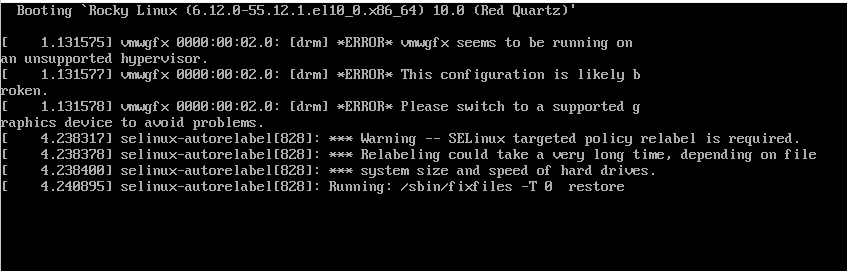 Booting `Rocky Linux (6.12.0-55.12.1.el10_0.x86_64) 10.0 (Red Quartz)'
[    1.131575] vmwgfx 0000:00:02.0: [drm] *ERROR* vmwgfx seems to be running on
an unsupported hypervisor.
[    1.131577] vmwgfx 0000:00:02.0: [drm] *ERROR* This configuration is likely b
roken.
[    1.131578] vmwgfx 0000:00:02.0: [drm] *ERROR* Please switch to a supported g
raphics device to avoid problems.
[    4.238317] selinux-autorelabel[828]: *** Warning -- SELinux targeted policy relabel is required.
[    4.238378] selinux-autorelabel[828]: *** Relabeling could take a very long time, depending on file
[    4.238400] selinux-autorelabel[828]: *** system size and speed of hard drives.
[    4.240895] selinux-autorelabel[828]: Running: /sbin/fixfiles -T 0  restore